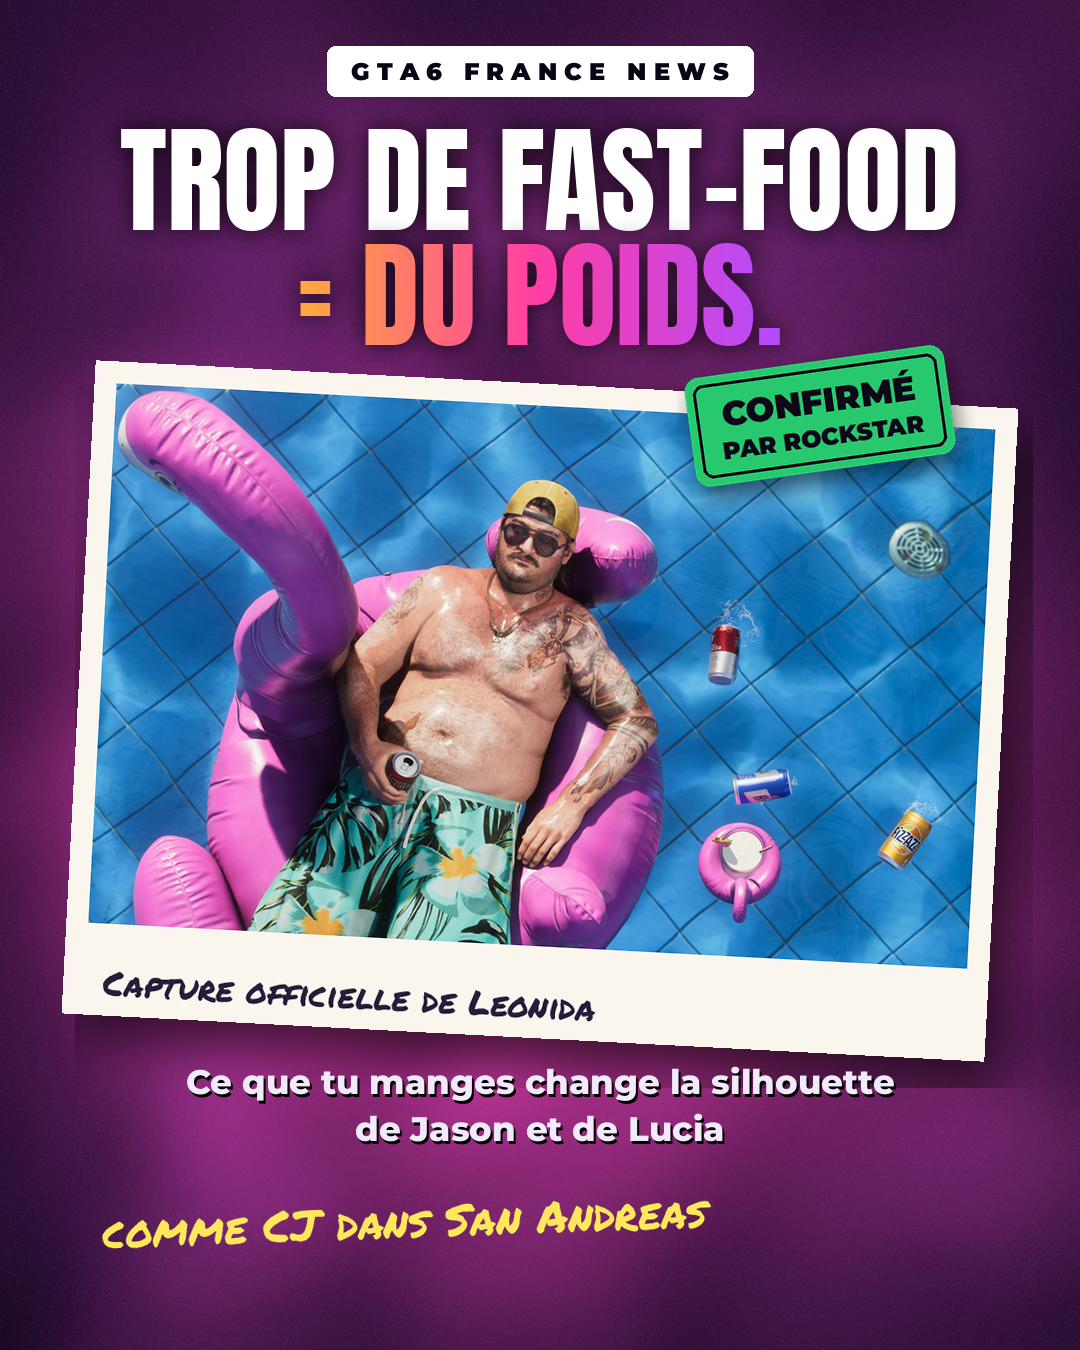 GTA6 FRANCE NEWS
TROP DE FAST-FOOD
= DU POIDS.
CONFIRMÉ
PAR ROCKSTAR
Capture officielle de Leonida
Ce que tu manges change la silhouette
de Jason et de Lucia
comme CJ dans San Andreas